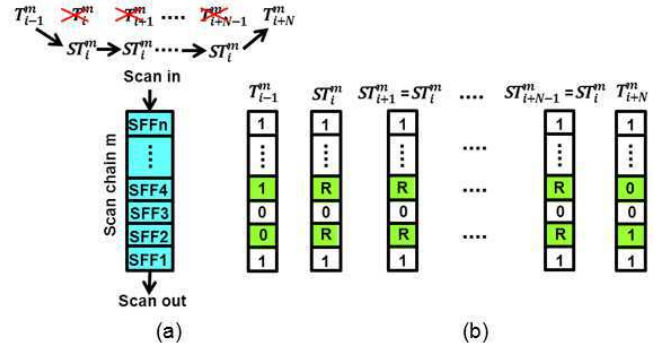 T^m_{i-1} T^m_i T^m_{i+1} .... T^m_{i+N-1} T^m_{i+N}
ST^m_i ST^m_i ..... ST^m_i
Scan in
Scan chain m
SFFn
SFF4
SFF3
SFF2
SFF1
Scan out
(a)
T^m_{i-1} ST^m_i ST^m_{i+1} = ST^m_i .... ST^m_{i+N-1} = ST^m_i T^m_{i+N}
1 1 1 1 1
....
1 R R .... R 0
0 0 0 0 0
0 R R .... R 1
1 1 1 1 1
(b)